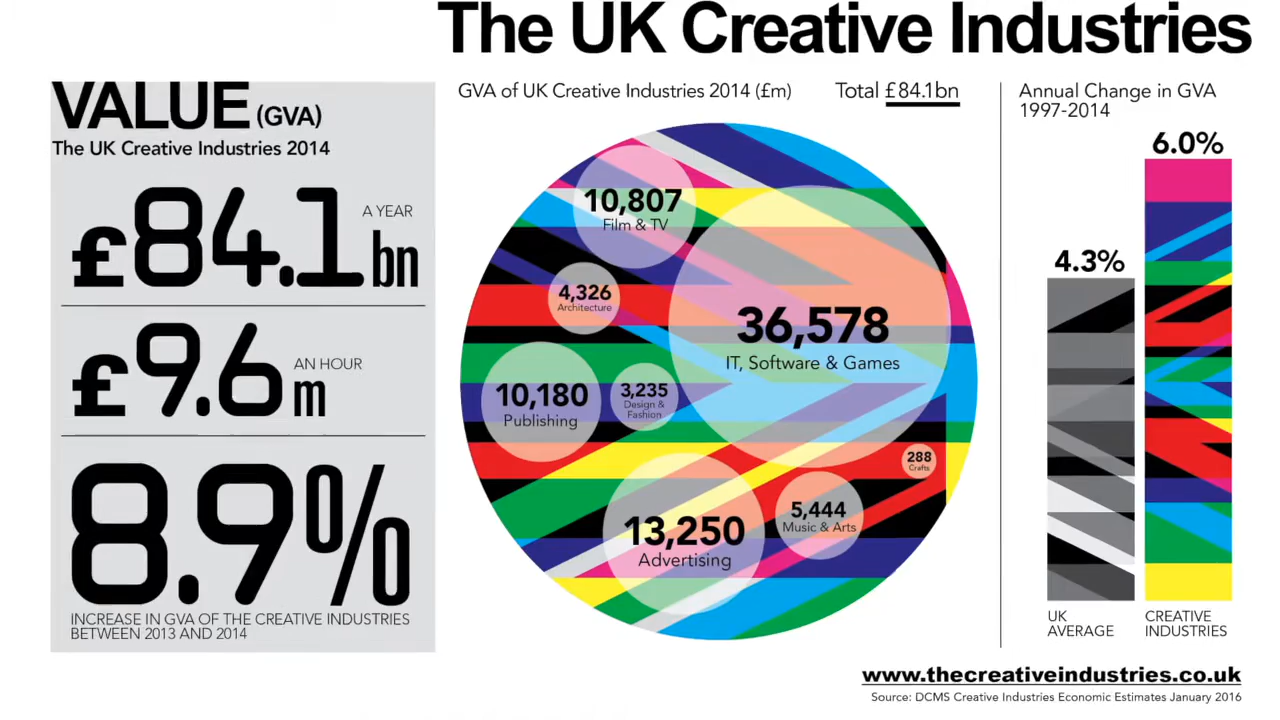 The UK Creative Industries
VALUE (GVA)
The UK Creative Industries 2014
£84.1bn A YEAR
£9.6m AN HOUR
8.9%
INCREASE IN GVA OF THE CREATIVE INDUSTRIES
BETWEEN 2013 AND 2014
GVA of UK Creative Industries 2014 (£m) Total £84.1bn
10,807
Film & TV
4,326
Architecture
36,578
IT, Software & Games
10,180
Publishing
3,235
Design &
Fashion
288
Crafts
13,250
Advertising
5,444
Music & Arts
Annual Change in GVA
1997-2014
4.3%
6.0%
UK
AVERAGE
CREATIVE
INDUSTRIES
www.thecreativeindustries.co.uk
Source: DCMS Creative Industries Economic Estimates January 2016